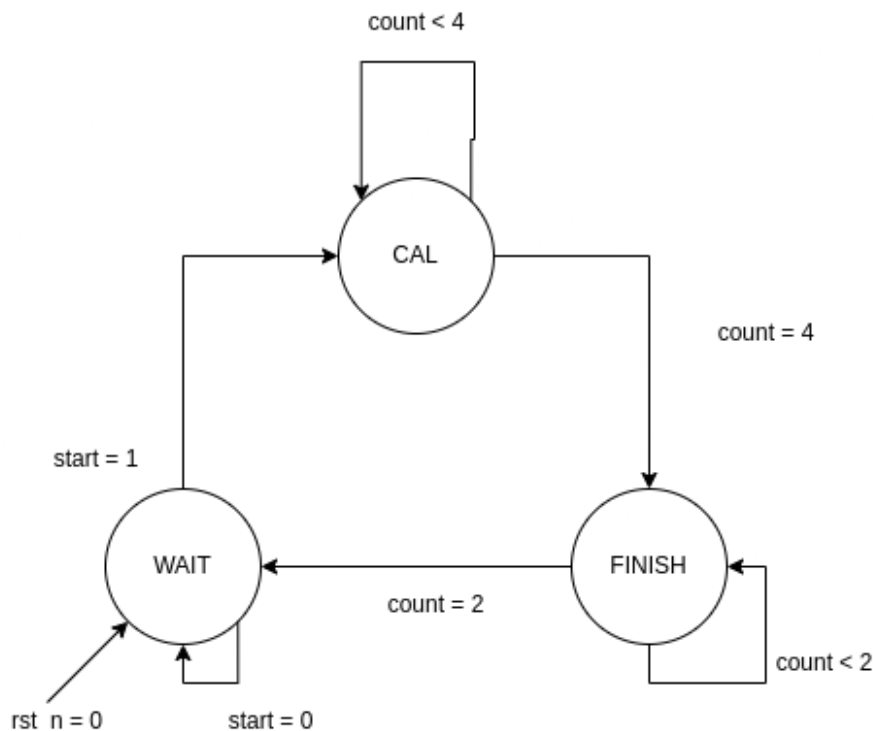 count < 4
CAL
count = 4
start = 1
WAIT
FINISH
count = 2
count < 2
rst_n = 0
start = 0